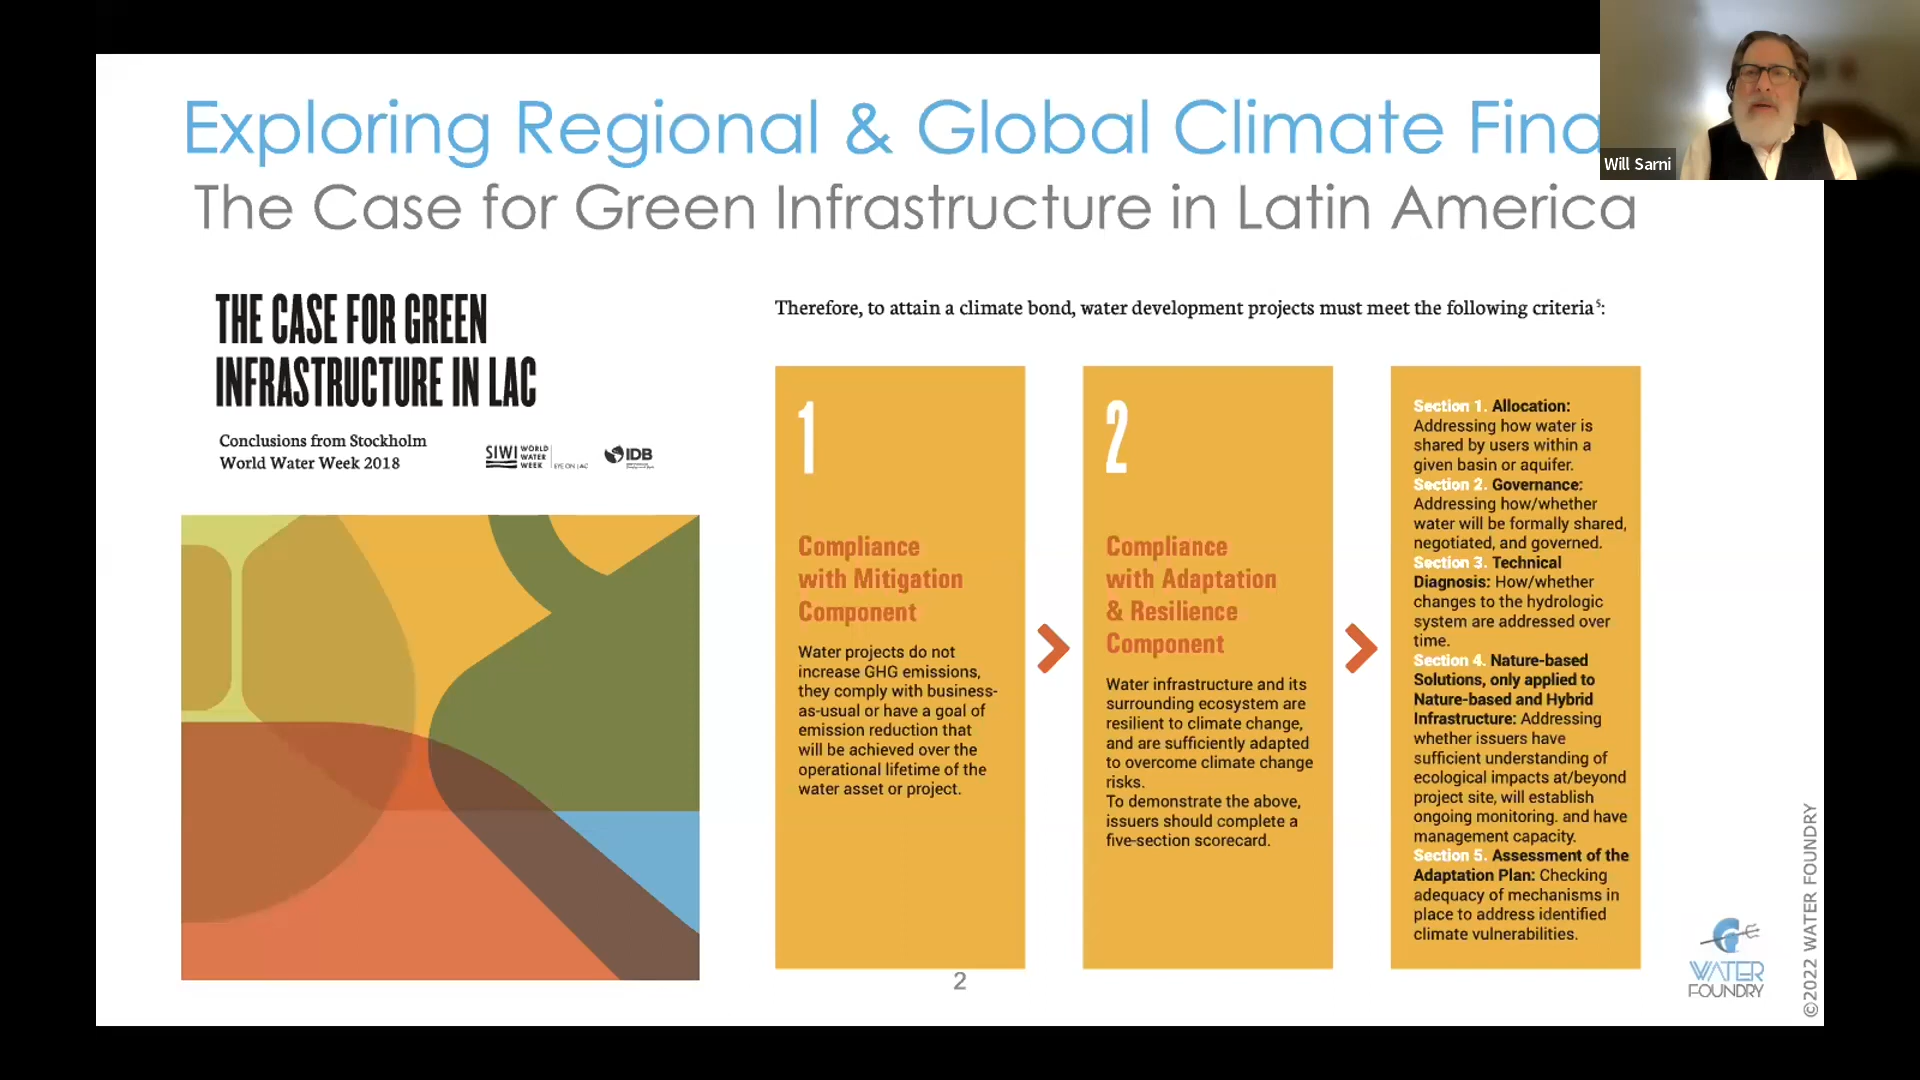 Exploring Regional & Global Climate Fina
The Case for Green Infrastructure in Latin America
Will Sarni
THE CASE FOR GREEN
INFRASTRUCTURE IN LAC
Conclusions from Stockholm
World Water Week 2018
SIWI WORLD
WATER
WEEK
EYE ON LAC
IDB
Therefore, to attain a climate bond, water development projects must meet the following criteria⁵:
1
Compliance
with Mitigation
Component
Water projects do not
increase GHG emissions,
they comply with business-
as-usual or have a goal of
emission reduction that
will be achieved over the
operational lifetime of the
water asset or project.
2
Compliance
with Adaptation
& Resilience
Component
Water infrastructure and its
surrounding ecosystem are
resilient to climate change,
and are sufficiently adapted
to overcome climate change
risks.
To demonstrate the above,
issuers should complete a
five-section scorecard.
Section 1. Allocation:
Addressing how water is
shared by users within a
given basin or aquifer.
Section 2. Governance:
Addressing how/whether
water will be formally shared,
negotiated, and governed.
Section 3. Technical
Diagnosis: How/whether
changes to the hydrologic
system are addressed over
time.
Section 4. Nature-based
Solutions, only applied to
Nature-based and Hybrid
Infrastructure: Addressing
whether issuers have
sufficient understanding of
ecological impacts at/beyond
project site, will establish
ongoing monitoring. and have
management capacity.
Section 5. Assessment of the
Adaptation Plan: Checking
adequacy of mechanisms in
place to address identified
climate vulnerabilities.
2
WATER
FOUNDRY
©2022 WATER FOUNDRY